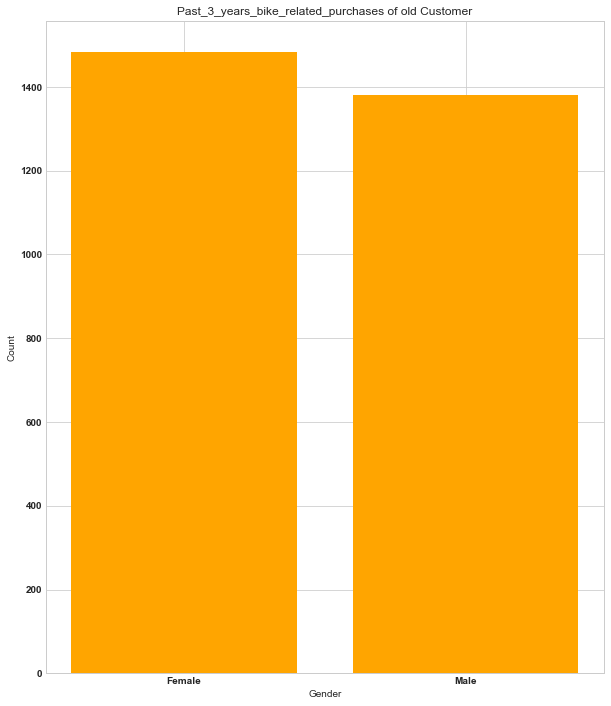 Past_3_years_bike_related_purchases of old Customer
1400
1200
1000
800
600
400
200
0
Count
Female
Male
Gender